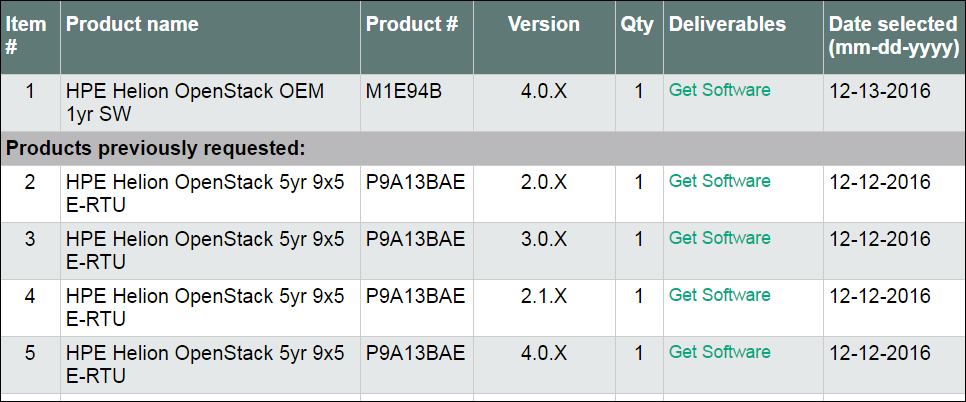 Item # Product name Product # Version Qty Deliverables Date selected (mm-dd-yyyy)
1 HPE Helion OpenStack OEM 1yr SW M1E94B 4.0.X 1 Get Software 12-13-2016
Products previously requested:
2 HPE Helion OpenStack 5yr 9x5 E-RTU P9A13BAE 2.0.X 1 Get Software 12-12-2016
3 HPE Helion OpenStack 5yr 9x5 E-RTU P9A13BAE 3.0.X 1 Get Software 12-12-2016
4 HPE Helion OpenStack 5yr 9x5 E-RTU P9A13BAE 2.1.X 1 Get Software 12-12-2016
5 HPE Helion OpenStack 5yr 9x5 E-RTU P9A13BAE 4.0.X 1 Get Software 12-12-2016